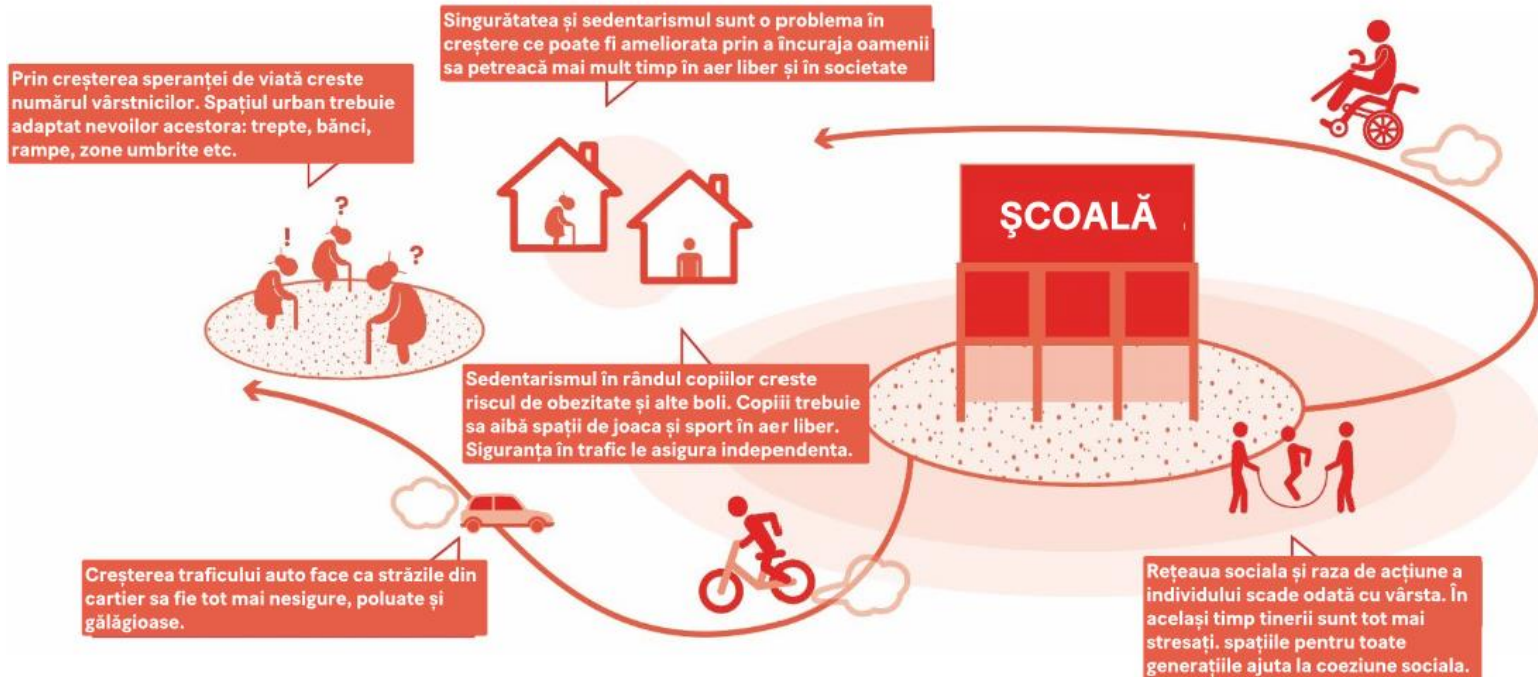 Singurătatea și sedentarismul sunt o problema în
creștere ce poate fi ameliorata prin a încuraja oamenii
sa petreacă mai mult timp în aer liber și în societate
Prin creșterea speranței de viată creste
numărul vârstnicilor. Spațiul urban trebuie
adaptat nevoilor acestora: trepte, bănci,
rampe, zone umbrite etc.
! ? ?
ŞCOALĂ
Sedentarismul în rândul copiilor creste
riscul de obezitate și alte boli. Copiii trebuie
sa aibă spații de joaca și sport în aer liber.
Siguranța în trafic le asigura independenta.
Creșterea traficului auto face ca străzile din
cartier sa fie tot mai nesigure, poluate și
gălăgioase.
Rețeaua sociala și raza de acțiune a
individului scade odată cu vârsta. În
același timp tinerii sunt tot mai
stresați. spațiile pentru toate
generațiile ajuta la coeziune sociala.